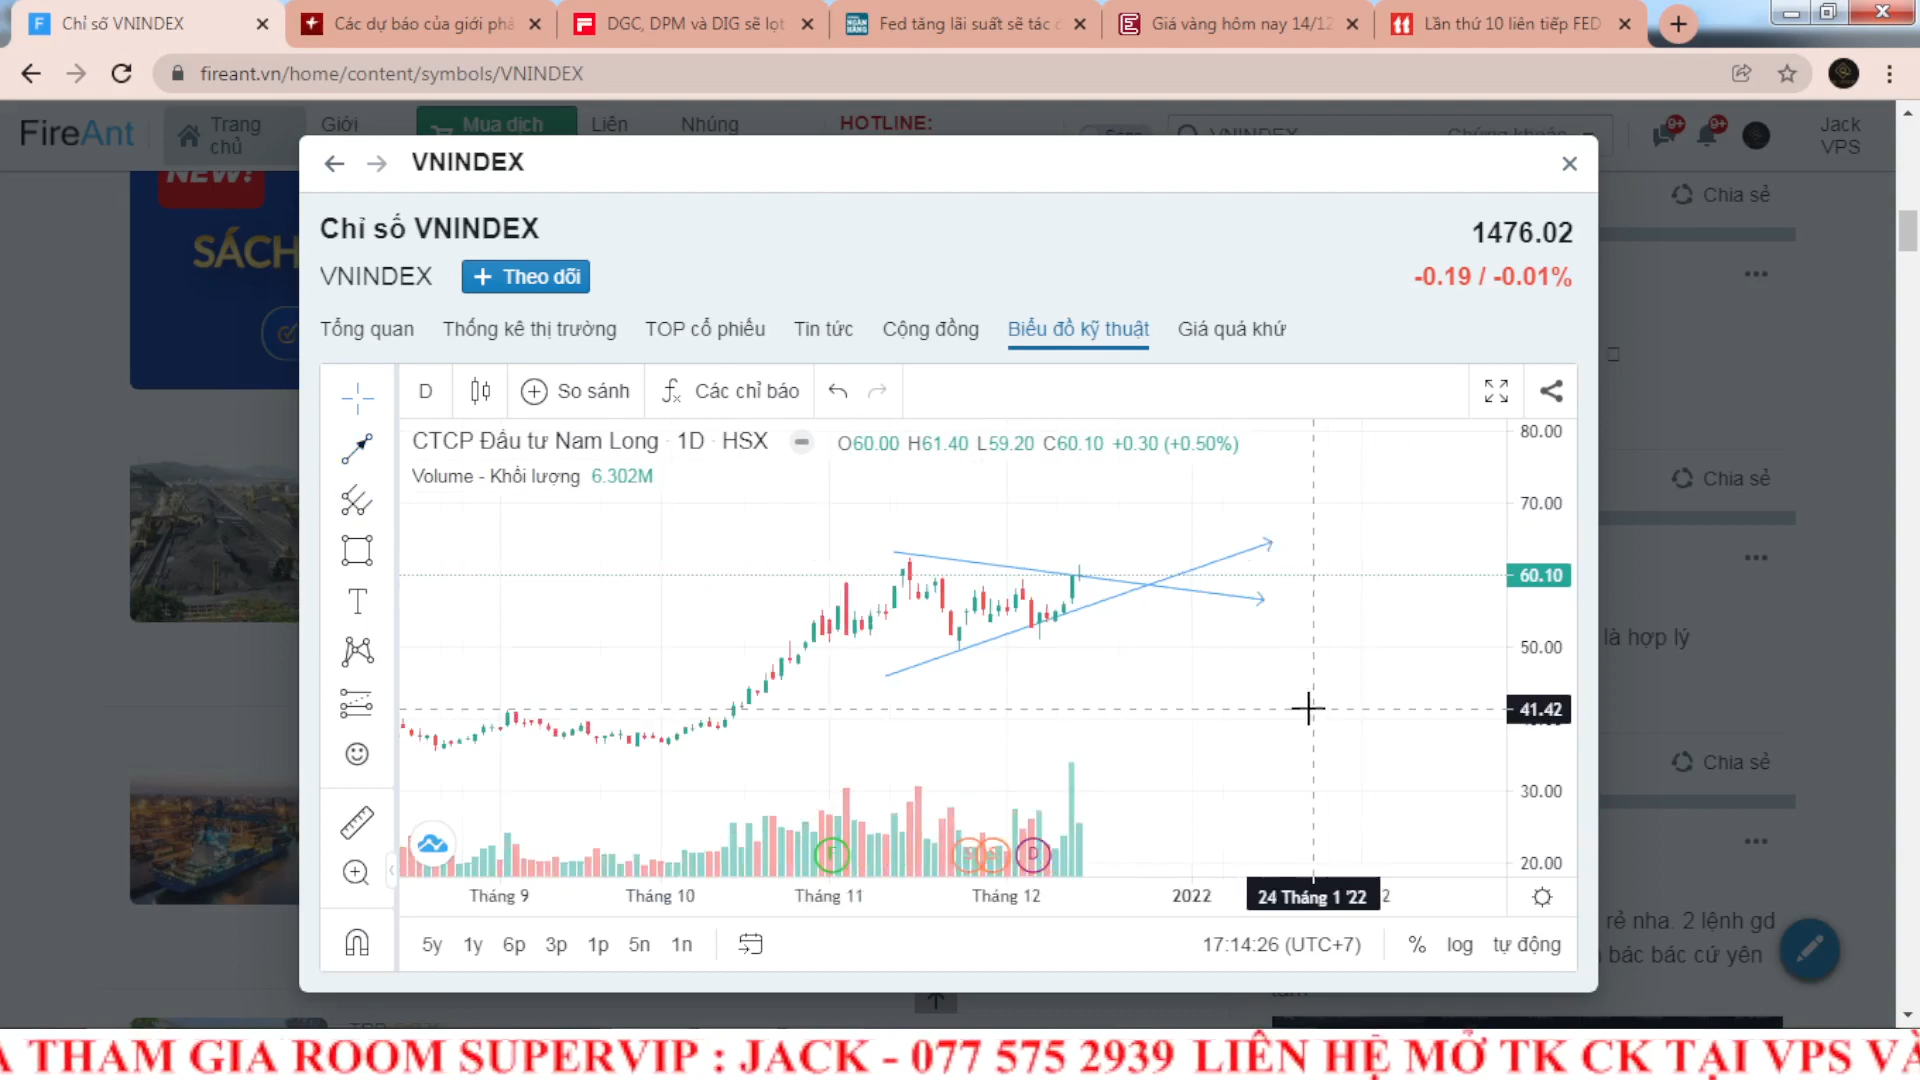 Chỉ số VNINDEX
Các dự báo của giới ph
DGC, DPM và DIG sẽ lọt
Fed tăng lãi suất sẽ tác
Giá vàng hôm nay 14/12
Lần thứ 10 liên tiếp FED
fireant.vn/home/content/symbols/VNINDEX
FireAnt
Trang chủ
Giới
Mua dịch
Liên
Nhúng
HOTLINE:
VNINDEX
Chứng khoán
9+
9+
Jack VPS
NEW!
SÁCH
VNINDEX
Chỉ số VNINDEX
1476.02
VNINDEX
+ Theo dõi
-0.19 / -0.01%
Tổng quan Thống kê thị trường TOP cổ phiếu Tin tức Cộng đồng Biểu đồ kỹ thuật Giá quá khứ
D
So sánh
Các chỉ báo
CTCP Đầu tư Nam Long · 1D · HSX
O60.00 H61.40 L59.20 C60.10 +0.30 (+0.50%)
Volume - Khối lượng 6.302M
80.00
70.00
60.10
50.00
41.42
30.00
20.00
F
D
Tháng 9
Tháng 10
Tháng 11
Tháng 12
2022
24 Tháng 1 '22
2
5y 1y 6p 3p 1p 5n 1n
17:14:26 (UTC+7)
% log tự động
Chia sẻ
Chia sẻ
là hợp lý
Chia sẻ
rẻ nha. 2 lệnh gd
bác bác cứ yên
A THAM GIA ROOM SUPERVIP : JACK - 077 575 2939 LIÊN HỆ MỞ TK CK TẠI VPS VÀ